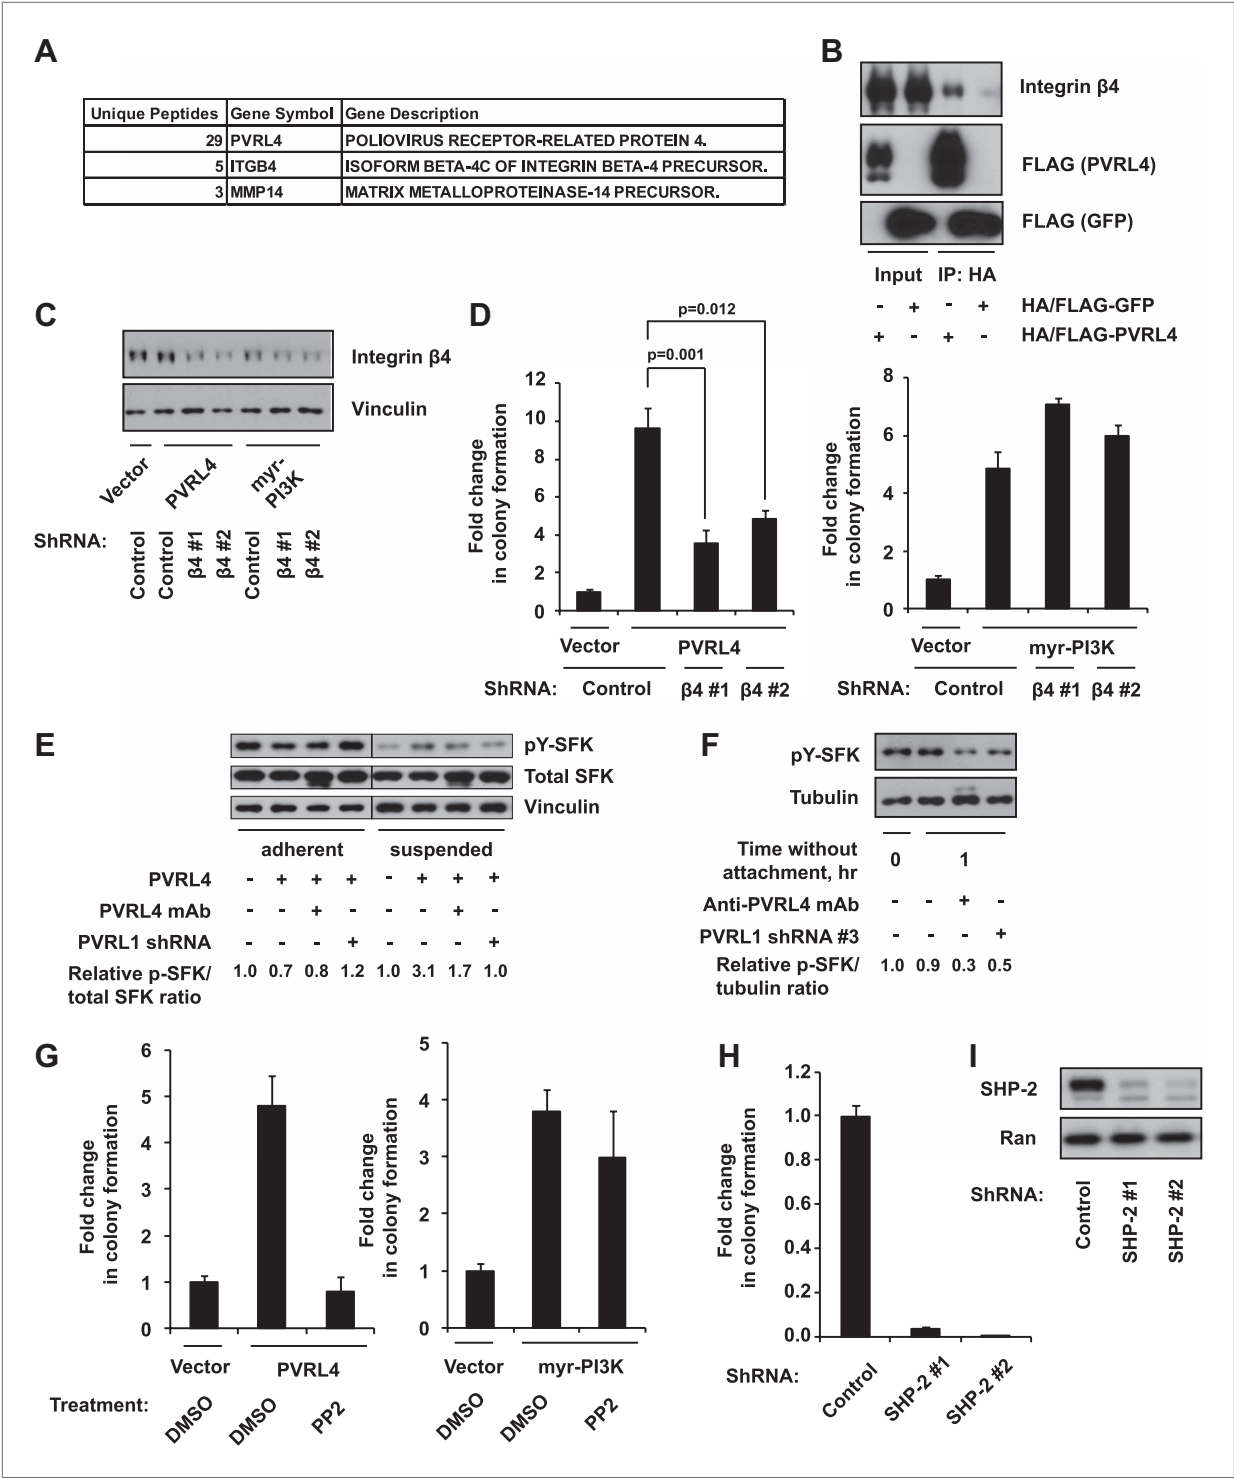 A
Unique Peptides Gene Symbol Gene Description
29 PVRL4 POLIOVIRUS RECEPTOR-RELATED PROTEIN 4.
5 ITGB4 ISOFORM BETA-4C OF INTEGRIN BETA-4 PRECURSOR.
3 MMP14 MATRIX METALLOPROTEINASE-14 PRECURSOR.
B
Integrin β4
FLAG (PVRL4)
FLAG (GFP)
Input IP: HA
- + - + HA/FLAG-GFP
+ - + - HA/FLAG-PVRL4
C
Integrin β4
Vinculin
Vector
PVRL4
myr-
PI3K
ShRNA:
Control
Control
β4 #1
β4 #2
Control
β4 #1
β4 #2
D
p=0.012
p=0.001
Fold change
in colony formation
12
10
8
6
4
2
0
Vector
PVRL4
ShRNA: Control β4 #1 β4 #2
Fold change
in colony formation
8
6
4
2
0
Vector
myr-PI3K
ShRNA: Control β4 #1 β4 #2
E
pY-SFK
Total SFK
Vinculin
adherent suspended
PVRL4 - + + + - + + +
PVRL4 mAb - - + - - - + -
PVRL1 shRNA - - - + - - - +
Relative p-SFK/
total SFK ratio
1.0 0.7 0.8 1.2 1.0 3.1 1.7 1.0
F
pY-SFK
Tubulin
Time without
attachment, hr
0 1
Anti-PVRL4 mAb - - + -
PVRL1 shRNA #3 - - - +
Relative p-SFK/
tubulin ratio
1.0 0.9 0.3 0.5
G
Fold change
in colony formation
6
5
4
3
2
1
0
Vector PVRL4
Treatment:
DMSO
DMSO
PP2
Fold change
in colony formation
5
4
3
2
1
0
Vector myr-PI3K
DMSO
DMSO
PP2
H
Fold change
in colony formation
1.2
1.0
0.8
0.6
0.4
0.2
0.0
ShRNA:
Control
SHP-2 #1
SHP-2 #2
I
SHP-2
Ran
ShRNA:
Control
SHP-2 #1
SHP-2 #2